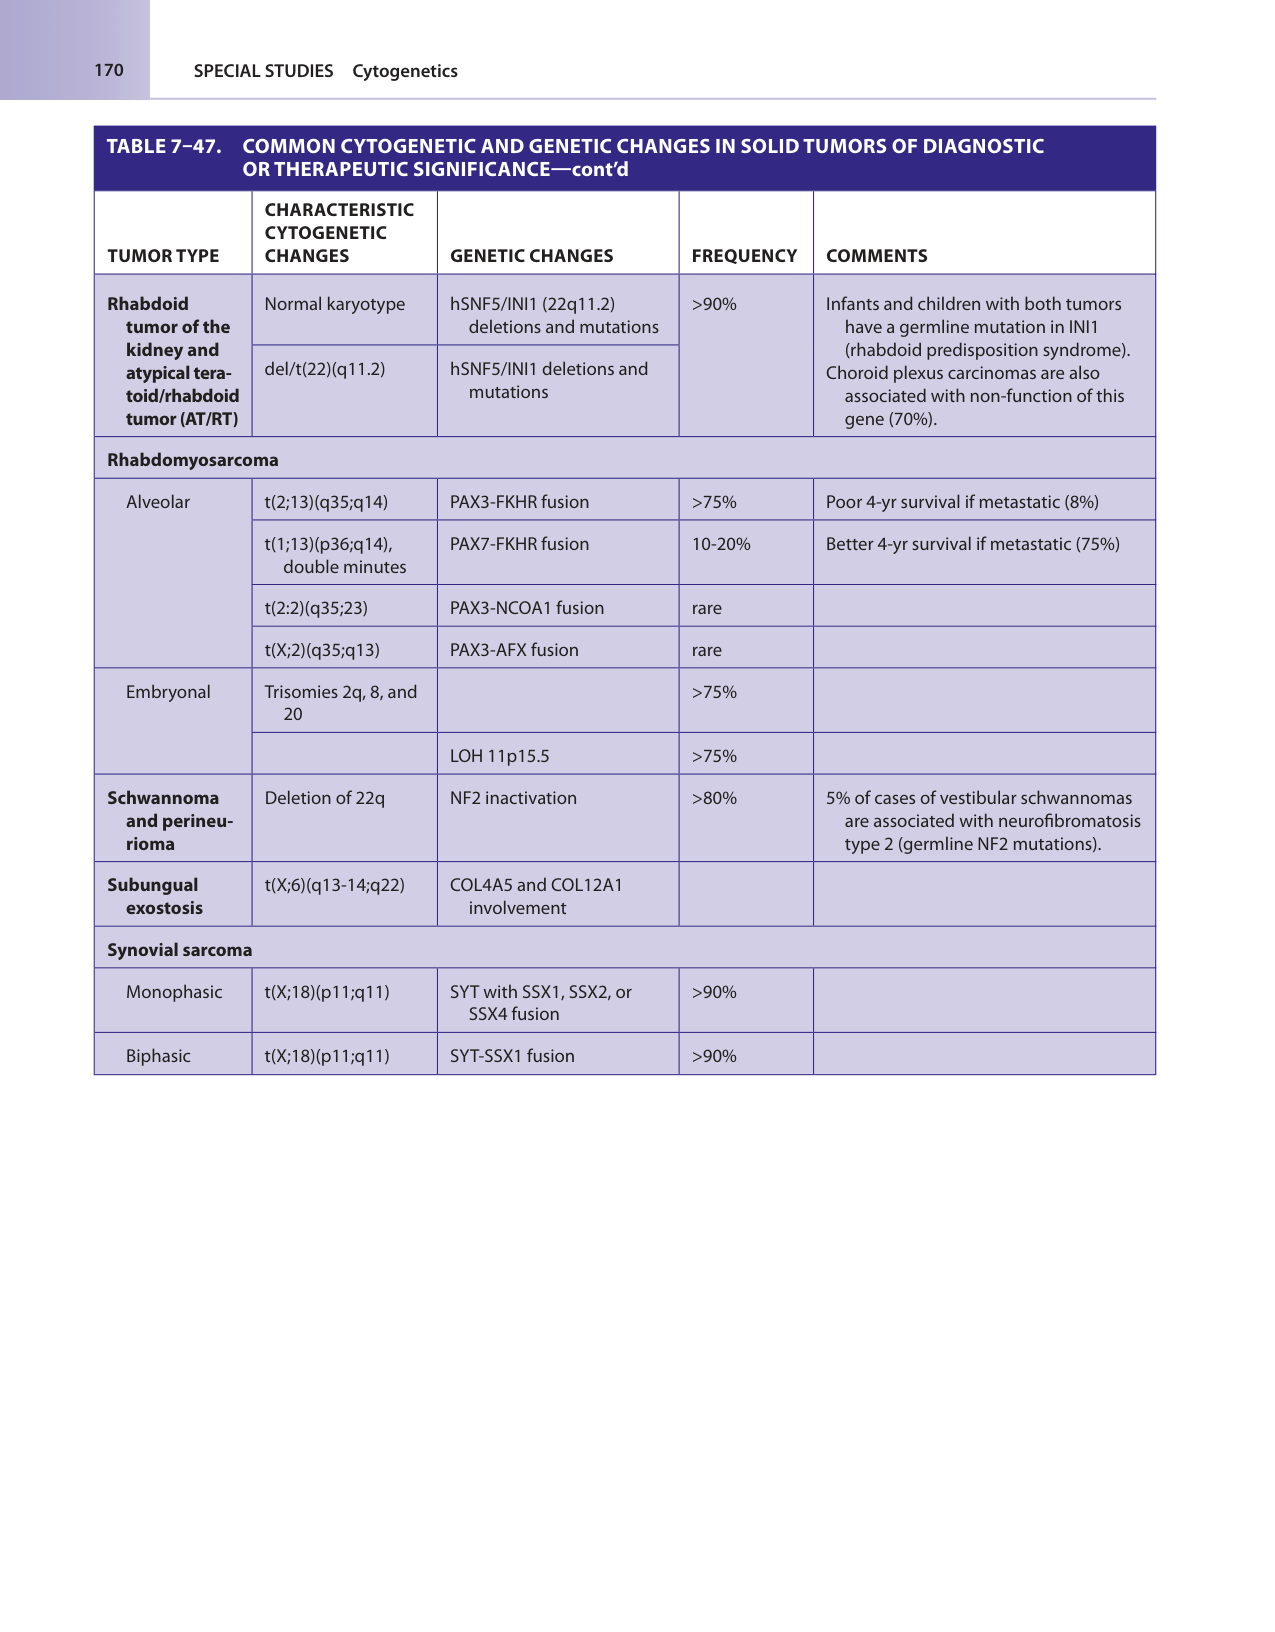 170
SPECIAL STUDIES Cytogenetics
TABLE 7–47. COMMON CYTOGENETIC AND GENETIC CHANGES IN SOLID TUMORS OF DIAGNOSTIC
OR THERAPEUTIC SIGNIFICANCE—cont’d
TUMOR TYPE
CHARACTERISTIC
CYTOGENETIC
CHANGES
GENETIC CHANGES
FREQUENCY
COMMENTS
Rhabdoid
tumor of the
kidney and
atypical tera-
toid/rhabdoid
tumor (AT/RT)
Normal karyotype
hSNF5/INI1 (22q11.2)
deletions and mutations
>90%
Infants and children with both tumors
have a germline mutation in INI1
(rhabdoid predisposition syndrome).
Choroid plexus carcinomas are also
associated with non-function of this
gene (70%).
del/t(22)(q11.2)
hSNF5/INI1 deletions and
mutations
Rhabdomyosarcoma
Alveolar
t(2;13)(q35;q14)
PAX3-FKHR fusion
>75%
Poor 4-yr survival if metastatic (8%)
t(1;13)(p36;q14),
double minutes
PAX7-FKHR fusion
10-20%
Better 4-yr survival if metastatic (75%)
t(2:2)(q35;23)
PAX3-NCOA1 fusion
rare
t(X;2)(q35;q13)
PAX3-AFX fusion
rare
Embryonal
Trisomies 2q, 8, and
20
>75%
LOH 11p15.5
>75%
Schwannoma
and perineu-
rioma
Deletion of 22q
NF2 inactivation
>80%
5% of cases of vestibular schwannomas
are associated with neurofibromatosis
type 2 (germline NF2 mutations).
Subungual
exostosis
t(X;6)(q13-14;q22)
COL4A5 and COL12A1
involvement
Synovial sarcoma
Monophasic
t(X;18)(p11;q11)
SYT with SSX1, SSX2, or
SSX4 fusion
>90%
Biphasic
t(X;18)(p11;q11)
SYT-SSX1 fusion
>90%